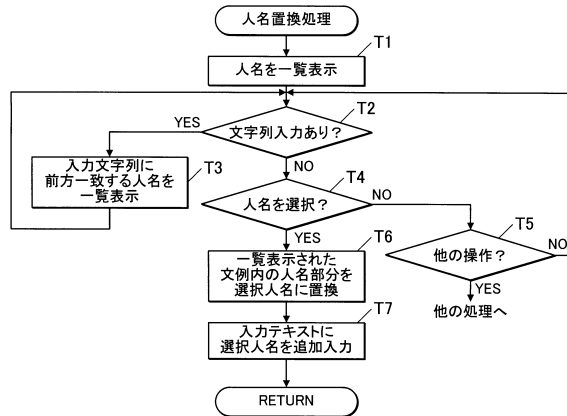 人名置換処理
T1
人名を一覧表示
T2
YES
文字列入力あり？
入力文字列に
前方一致する人名を
一覧表示
T3
NO
T4
人名を選択？
NO
T5
YES
T6
他の操作？
NO
一覧表示された
文例内の人名部分を
選択人名に置換
YES
他の処理へ
T7
入力テキストに
選択人名を追加入力
RETURN